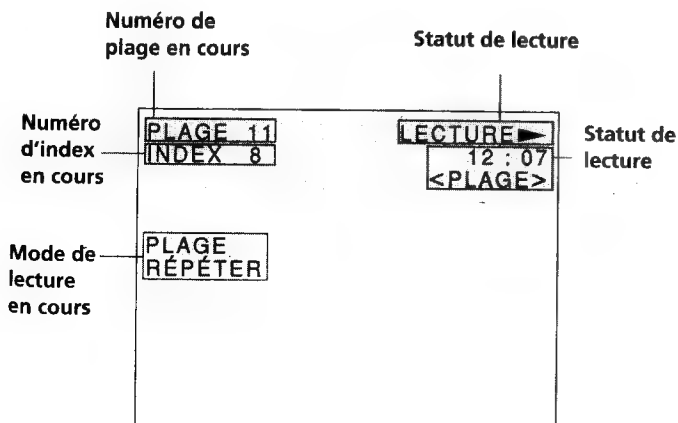 Numéro de
plage en cours
Statut de lecture
Numéro
d'index
en cours
PLAGE 11
INDEX 8
LECTURE
12 : 07
<PLAGE>
Statut de
lecture
Mode de
lecture
en cours
PLAGE
RÉPÉTER